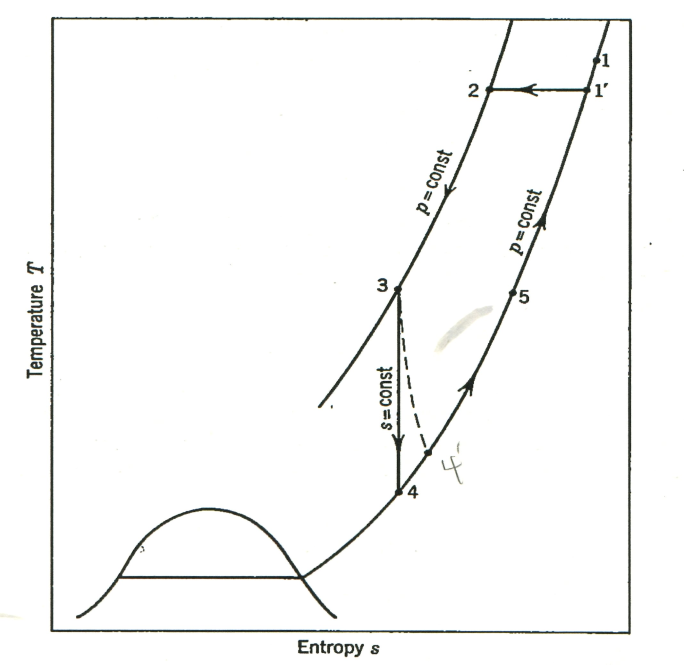 1
2
1′
p = const
p = const
3
5
Temperature T
s = const
4′
4
Entropy s